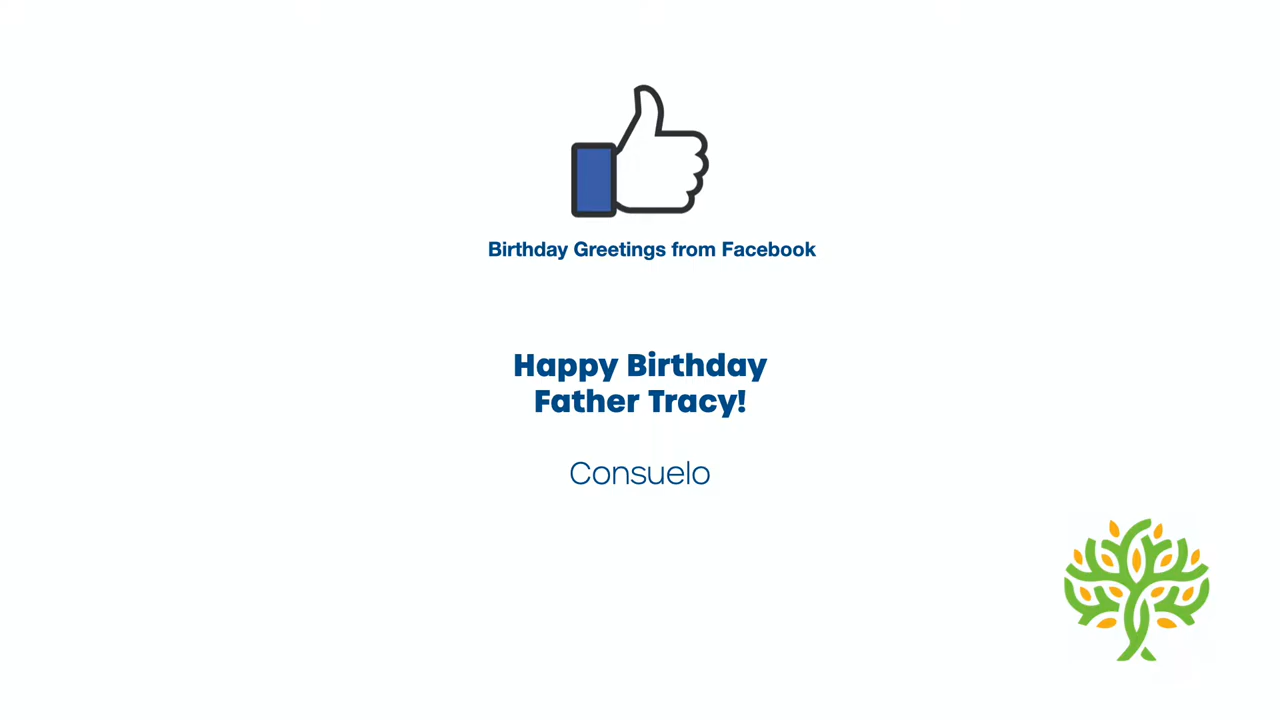 Birthday Greetings from Facebook
Happy Birthday
Father Tracy!
Consuelo